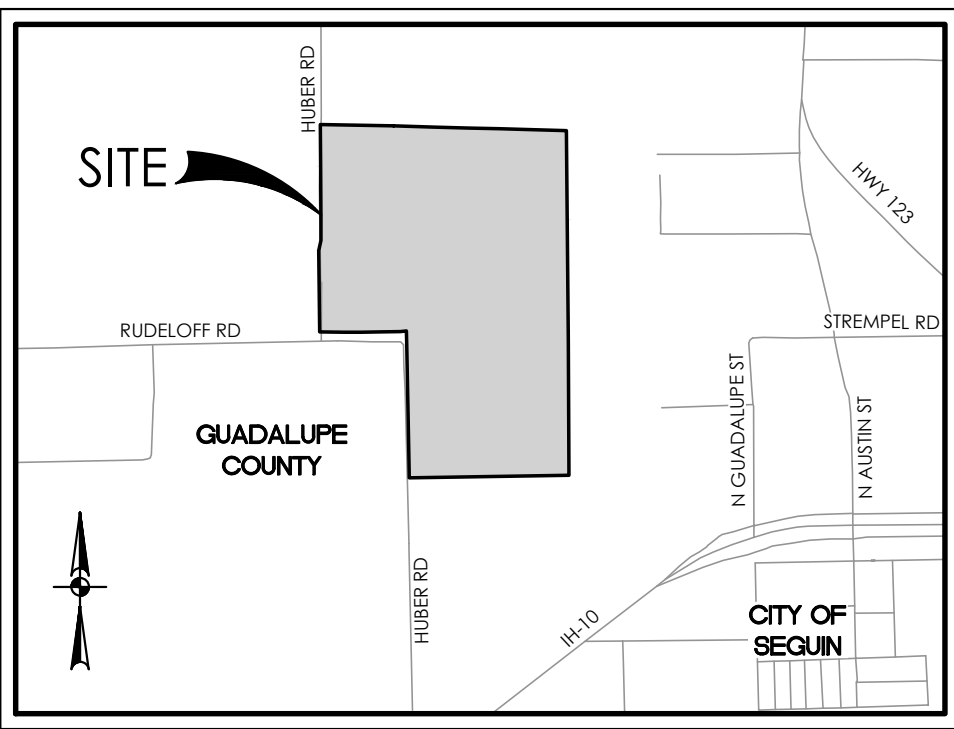 HUBER RD
SITE
HWY 123
RUDELOFF RD
STREMPEL RD
GUADALUPE
COUNTY
N GUADALUPE ST
N AUSTIN ST
HUBER RD
IH-10
CITY OF
SEGUIN